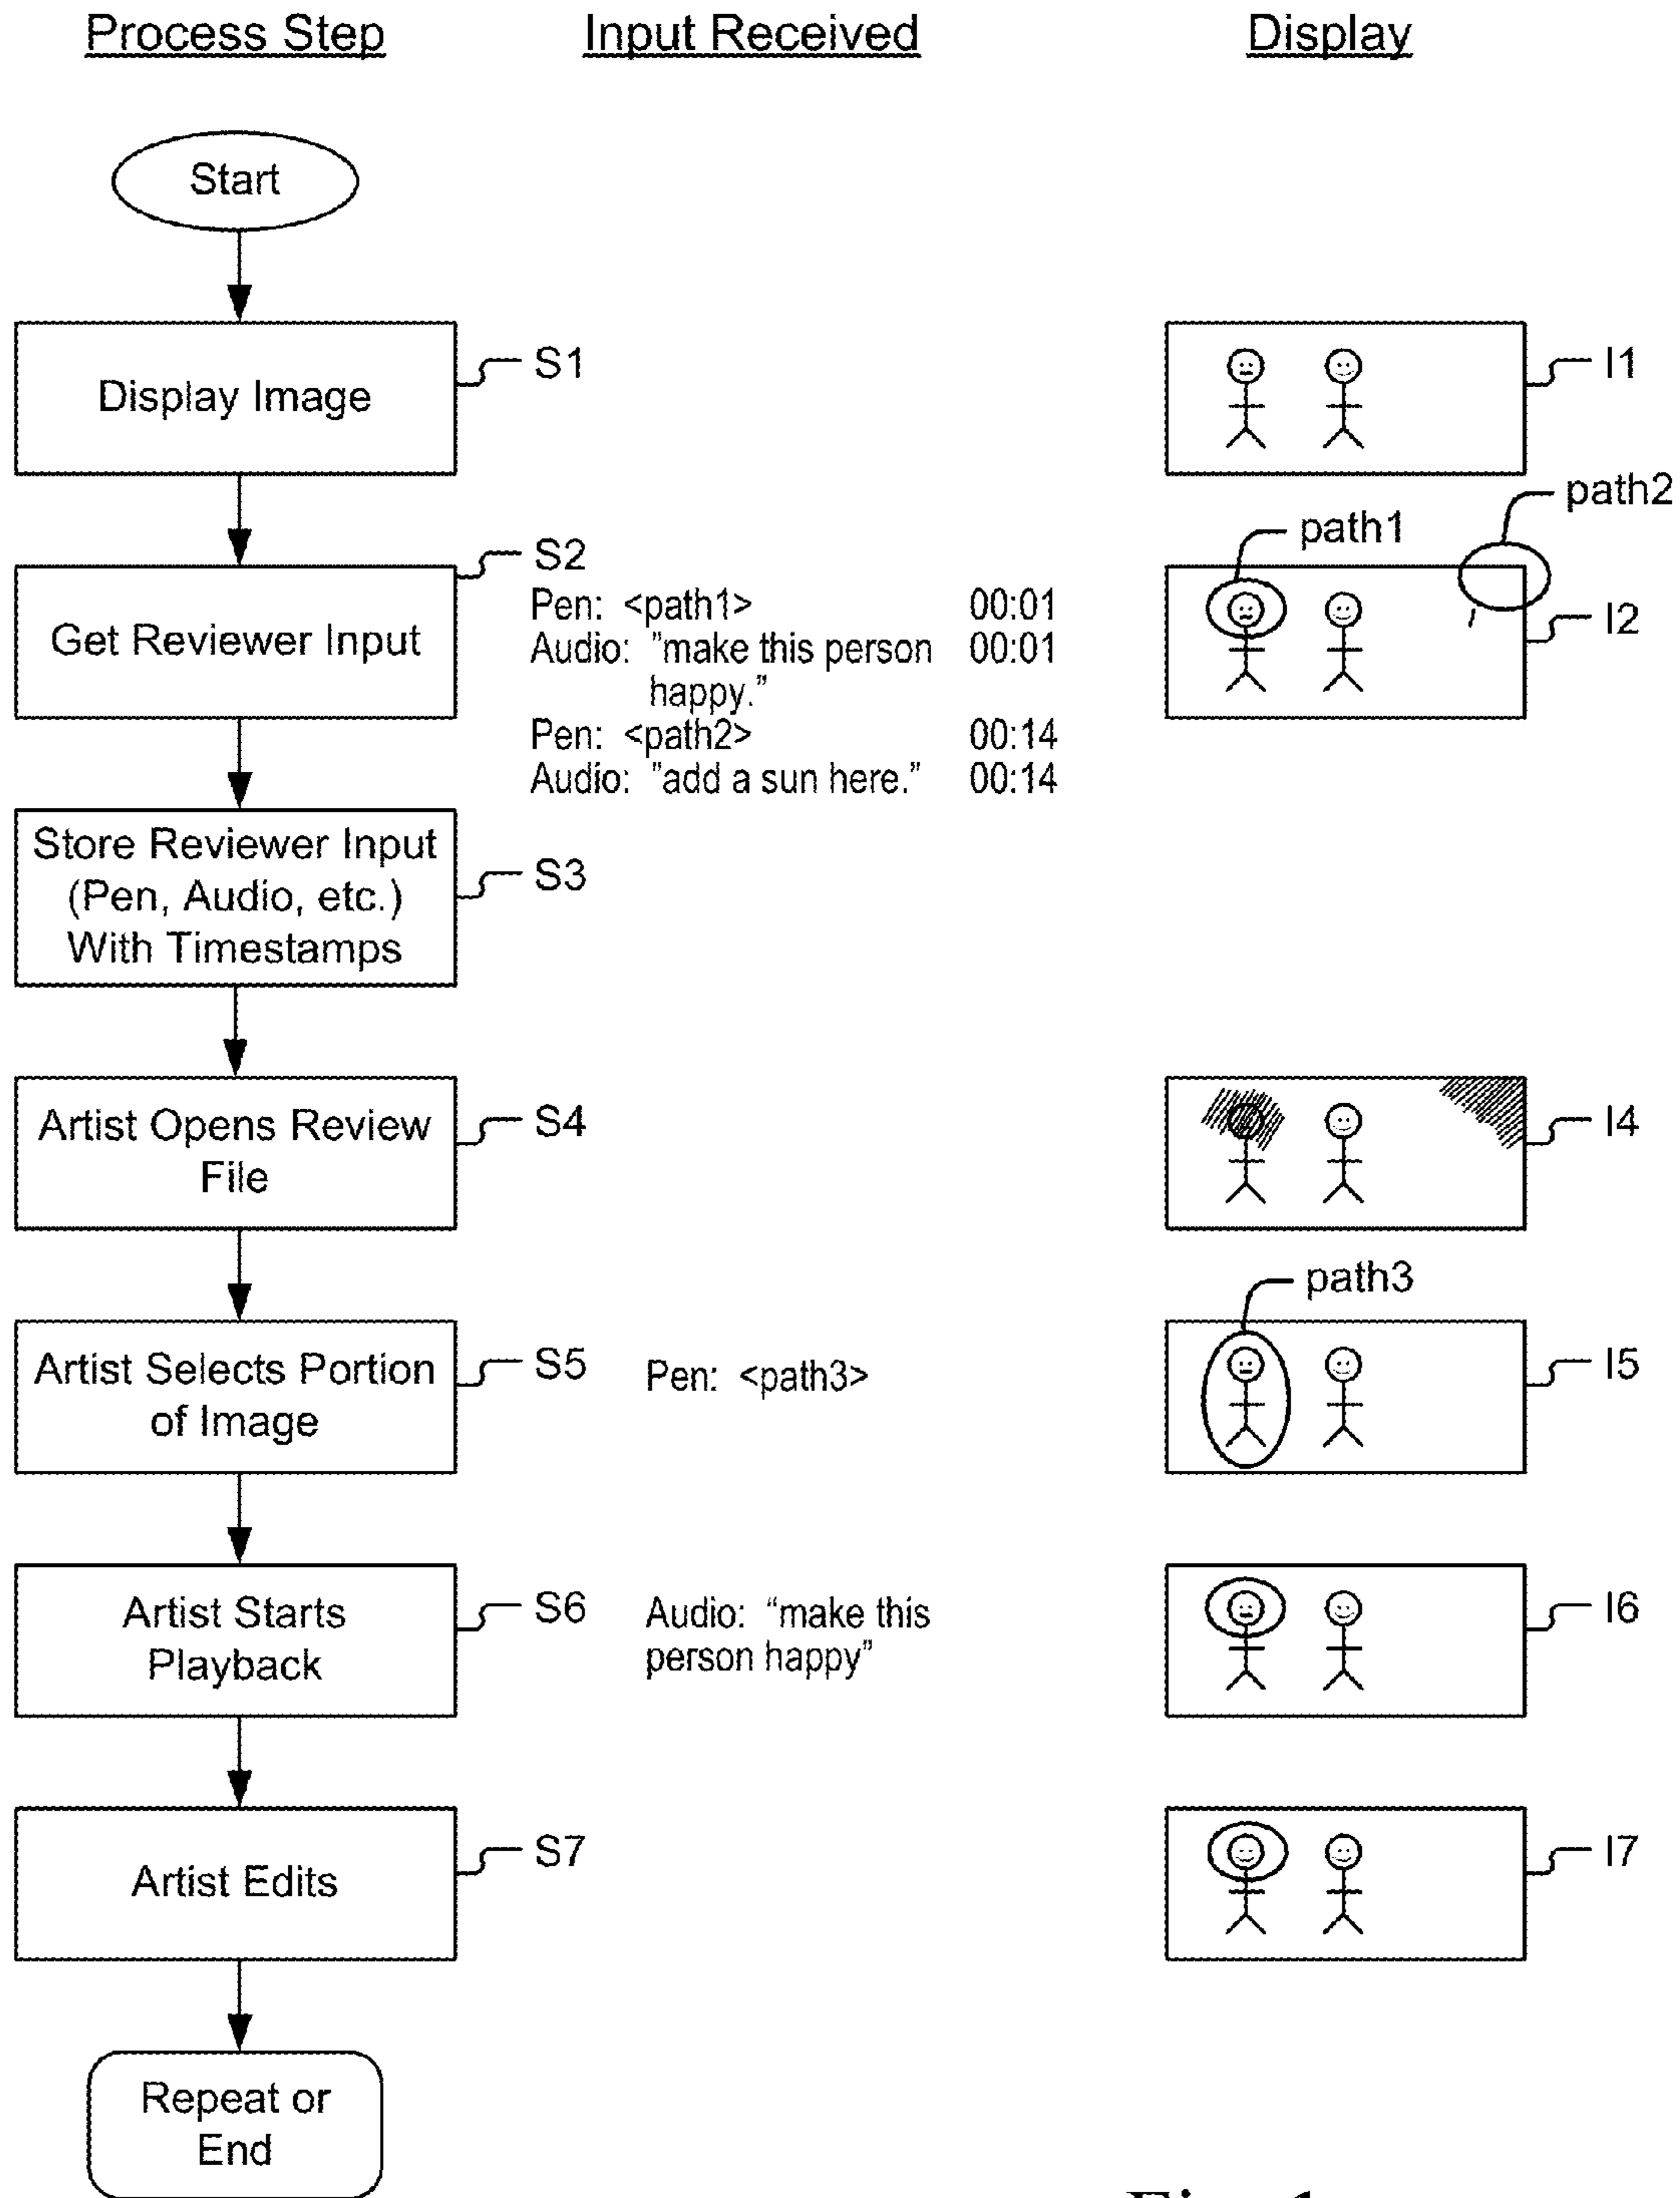 Process Step
Input Received
Display
Start
Display Image
S1
I1
path1
path2
Get Reviewer Input
S2
Pen: <path1> 00:01
Audio: "make this person 00:01
happy."
Pen: <path2> 00:14
Audio: "add a sun here." 00:14
I2
Store Reviewer Input
(Pen, Audio, etc.)
With Timestamps
S3
Artist Opens Review
File
S4
I4
path3
Artist Selects Portion
of Image
S5
Pen: <path3>
I5
Artist Starts
Playback
S6
Audio: "make this
person happy"
I6
Artist Edits
S7
I7
Repeat or
End